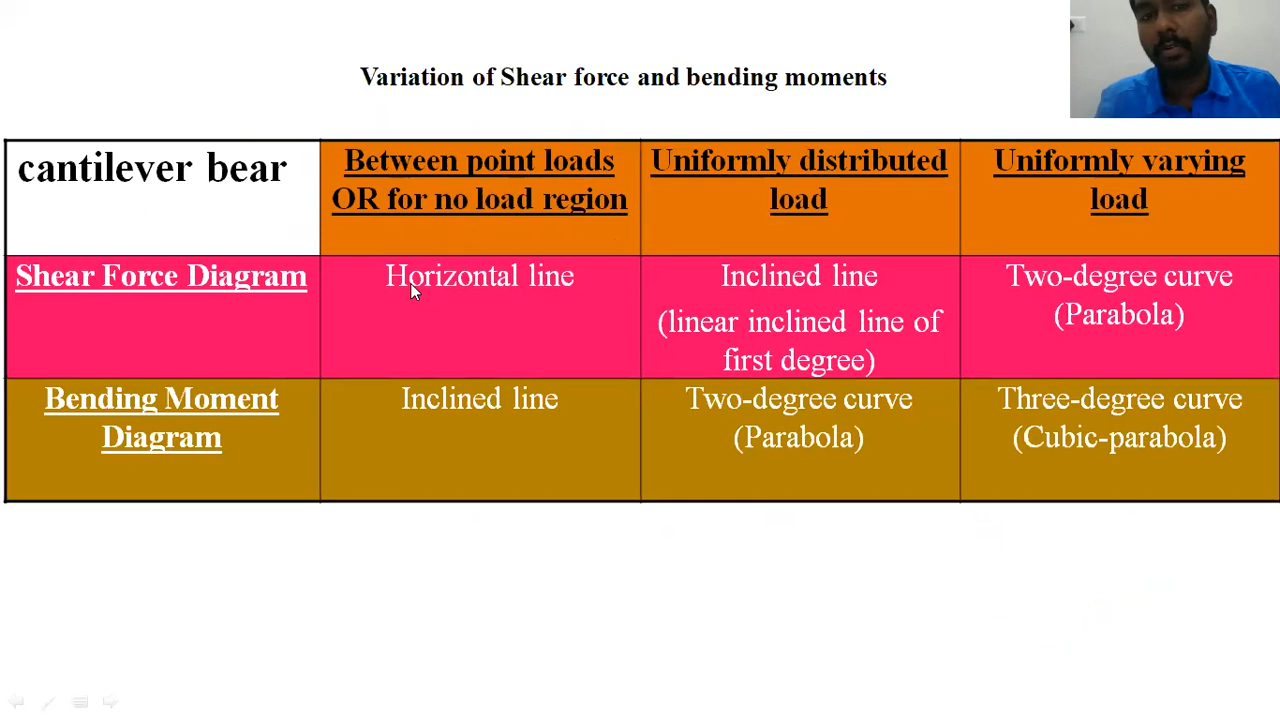 Variation of Shear force and bending moments
cantilever bear
Between point loads
OR for no load region
Uniformly distributed
load
Uniformly varying
load
Shear Force Diagram
Horizontal line
Inclined line
(linear inclined line of
first degree)
Two-degree curve
(Parabola)
Bending Moment
Diagram
Inclined line
Two-degree curve
(Parabola)
Three-degree curve
(Cubic-parabola)